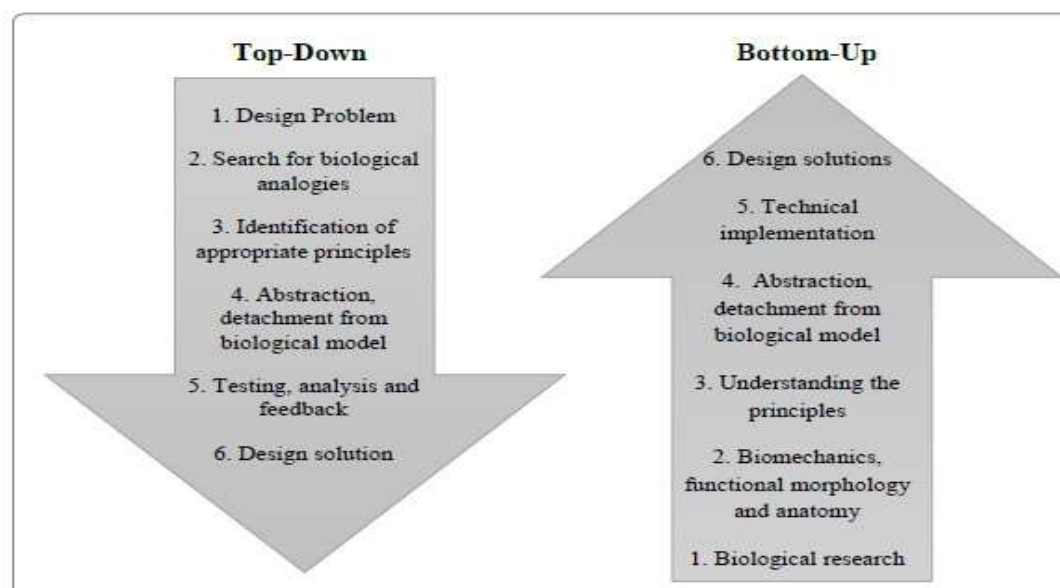 Top-Down
1. Design Problem
2. Search for biological
analogies
3. Identification of
appropriate principles
4. Abstraction,
detachment from
biological model
5. Testing, analysis and
feedback
6. Design solution
Bottom-Up
6. Design solutions
5. Technical
implementation
4. Abstraction,
detachment from
biological model
3. Understanding the
principles
2. Biomechanics,
functional morphology
and anatomy
1. Biological research